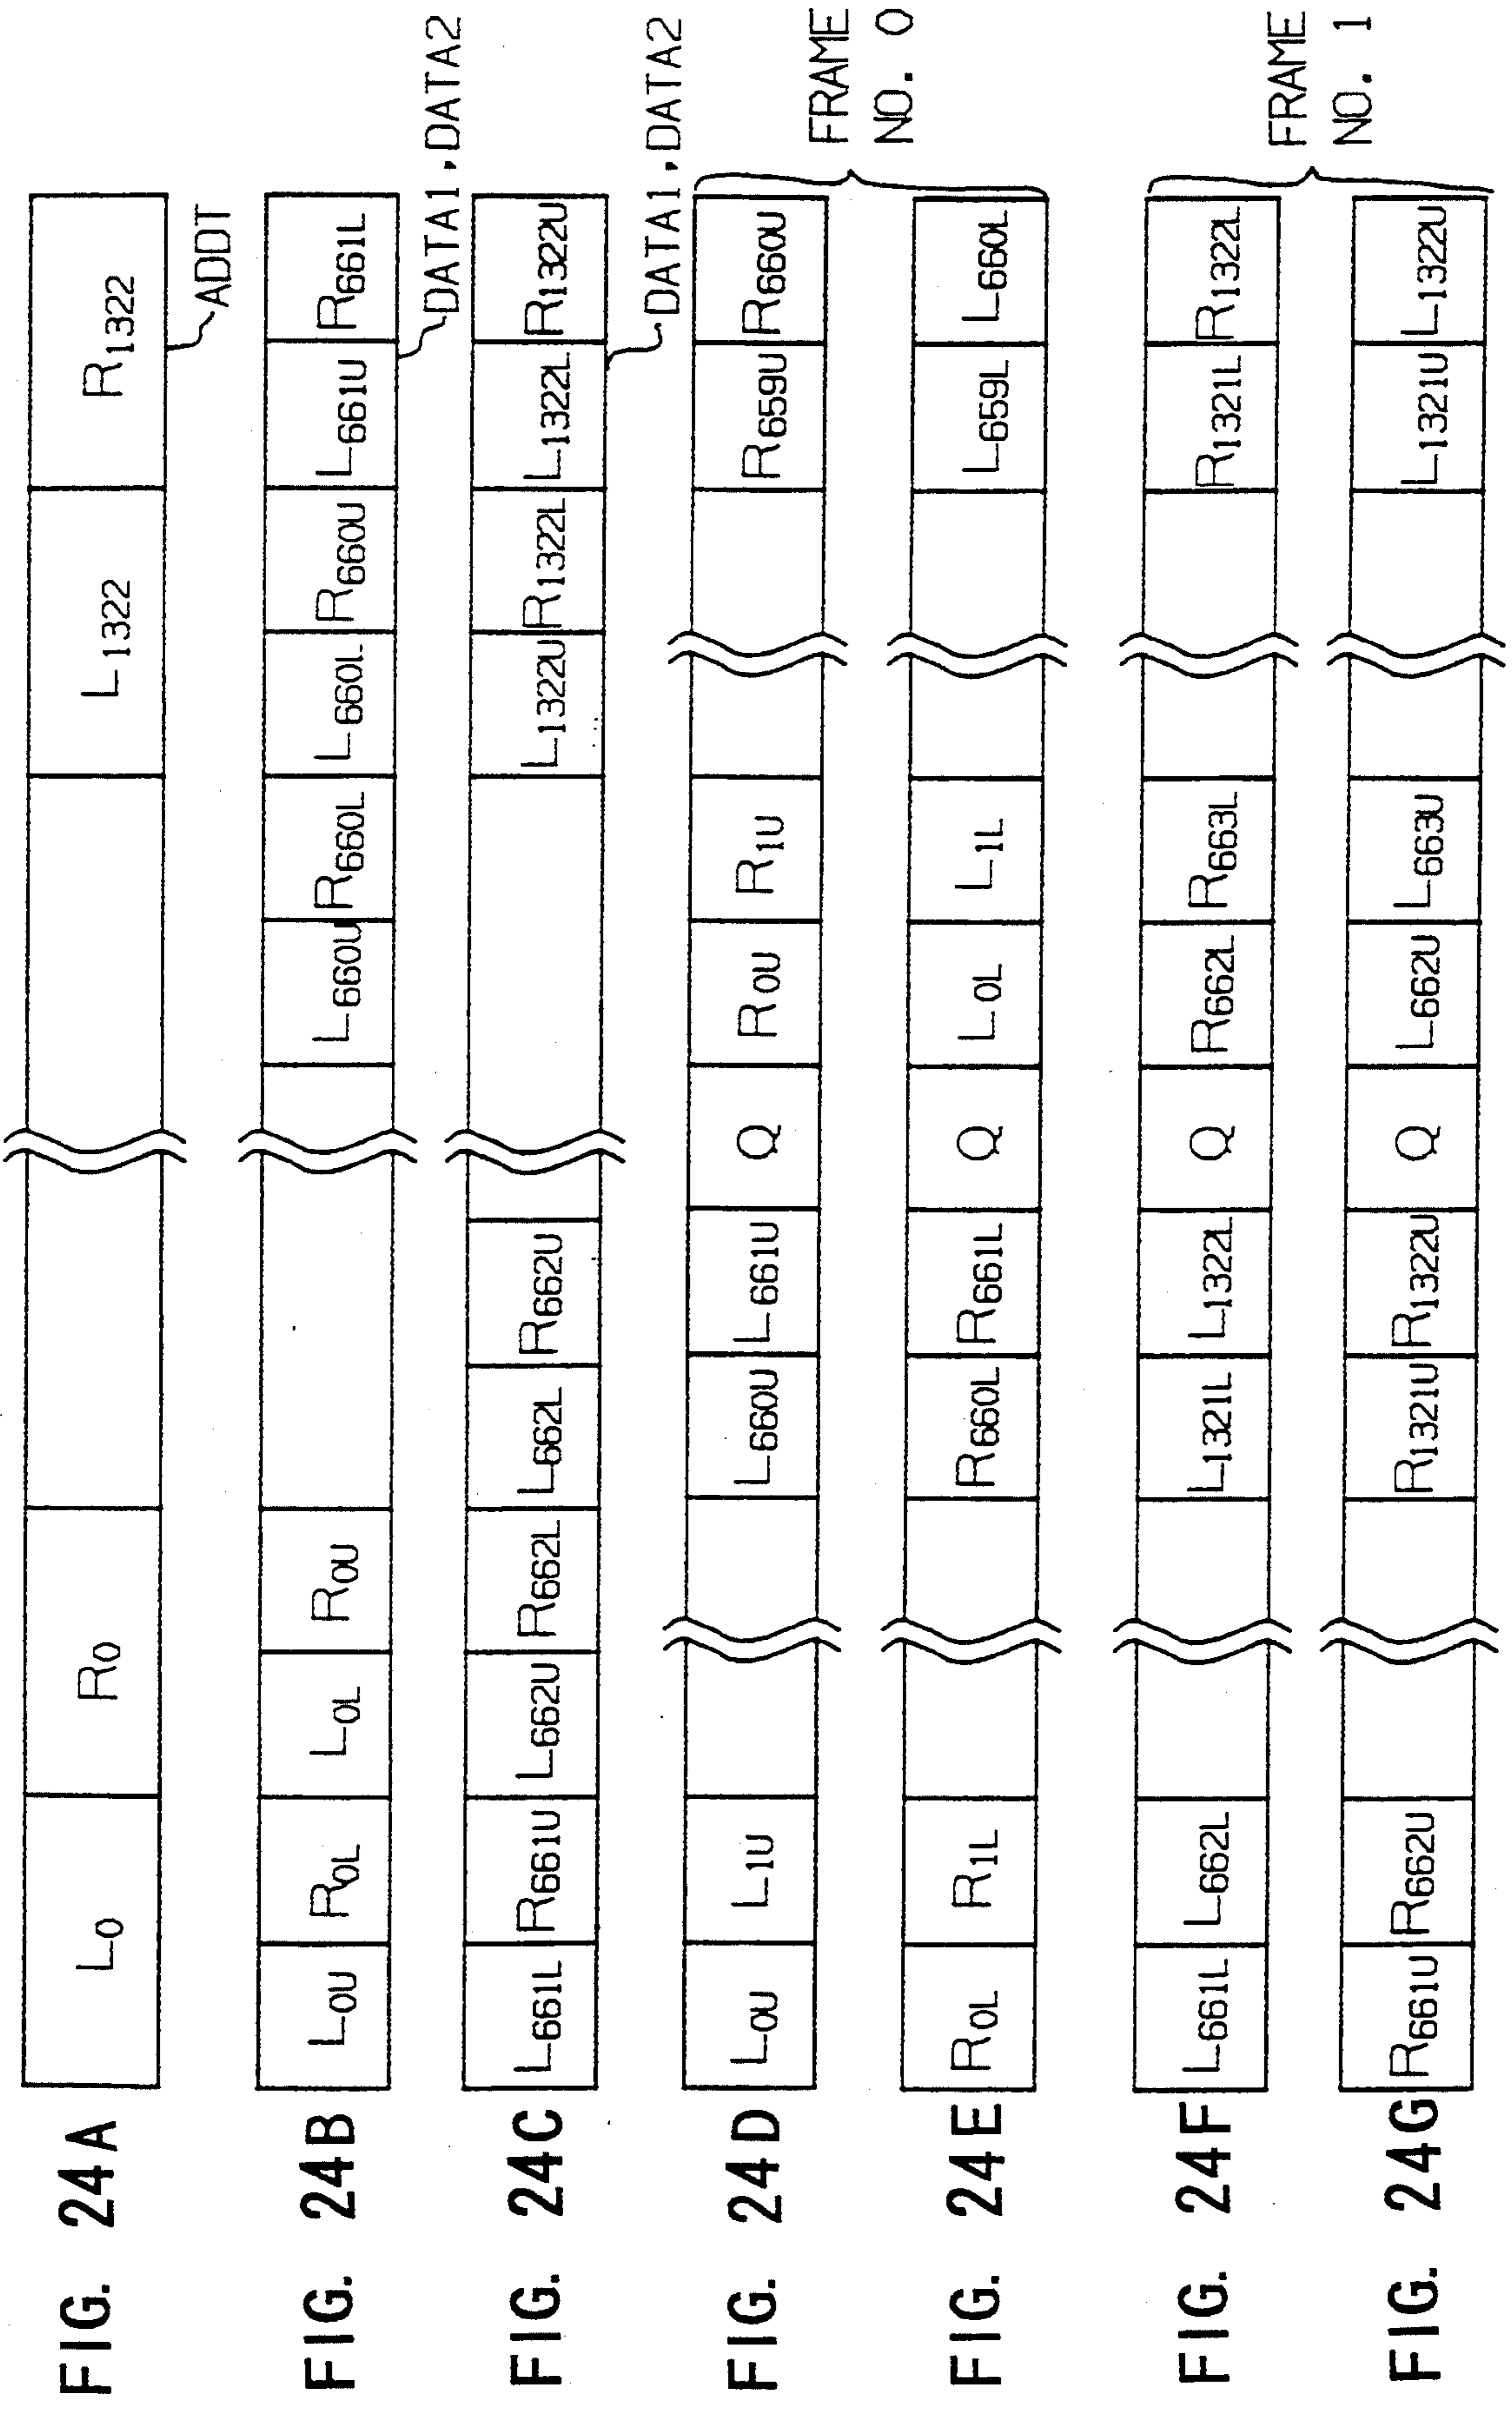 FIG. 24A L0 R0 L1322 R1322
ADDT
FIG. 24B L0U R0L L0L R0U L660U R660L L660L R660U L661U R661L
DATA1,DATA2
FIG. 24C L661L R661U L662U R662L L662L R662U L1322U R1322L L1322L R1322U
DATA1,DATA2
FIG. 24D L0U L1U L660U L661U Q R0U R1U R659U R660U
FIG. 24E R0L R1L R660L R661L Q L0L L1L L659L L660L
FRAME
NO. 0
FIG. 24F L661L L662L L1321L L1322L Q R662L R663L R1321L R1322L
FIG. 24G R661U R662U R1321U R1322U Q L662U L663U L1321U L1322U
FRAME
NO. 1